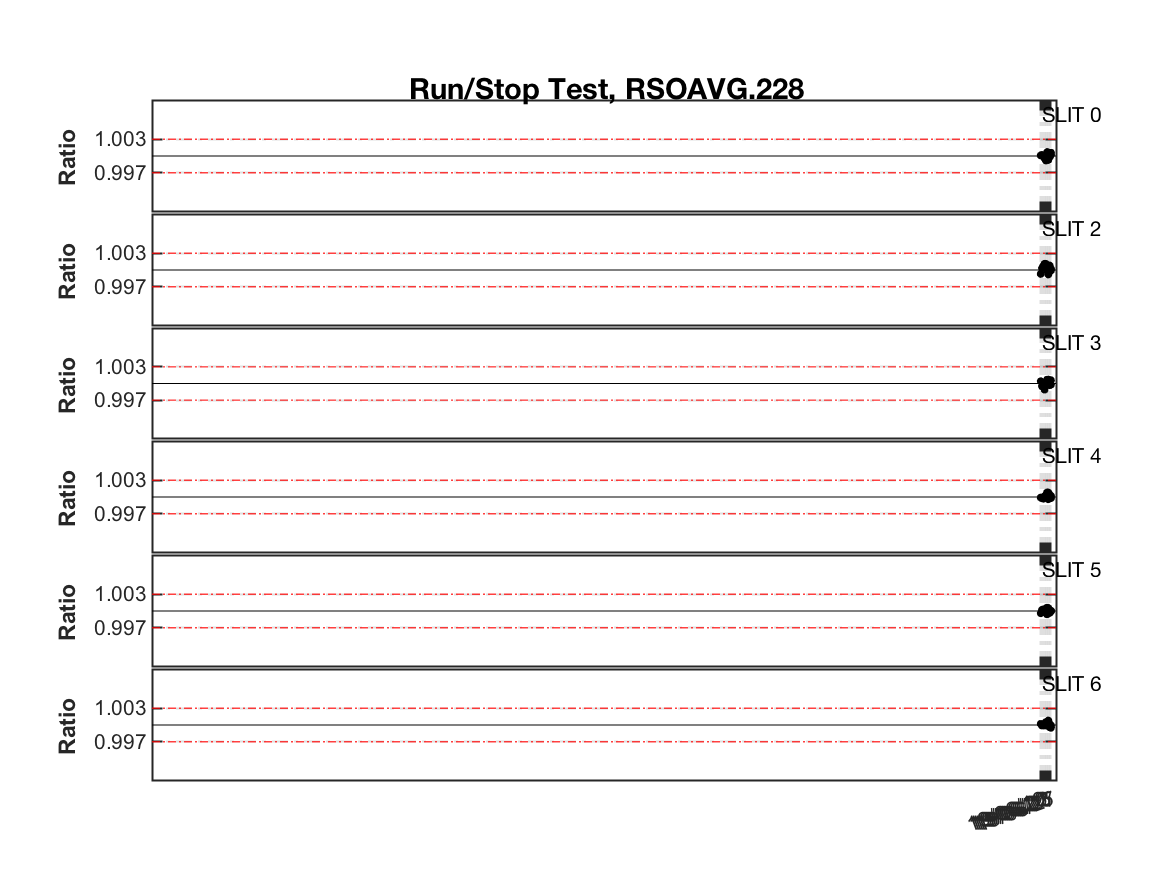 Run/Stop Test, RSOAVG.228
SLIT 0
1.003
Ratio
0.997
SLIT 2
1.003
Ratio
0.997
SLIT 3
1.003
Ratio
0.997
SLIT 4
1.003
Ratio
0.997
SLIT 5
1.003
Ratio
0.997
SLIT 6
1.003
Ratio
0.997